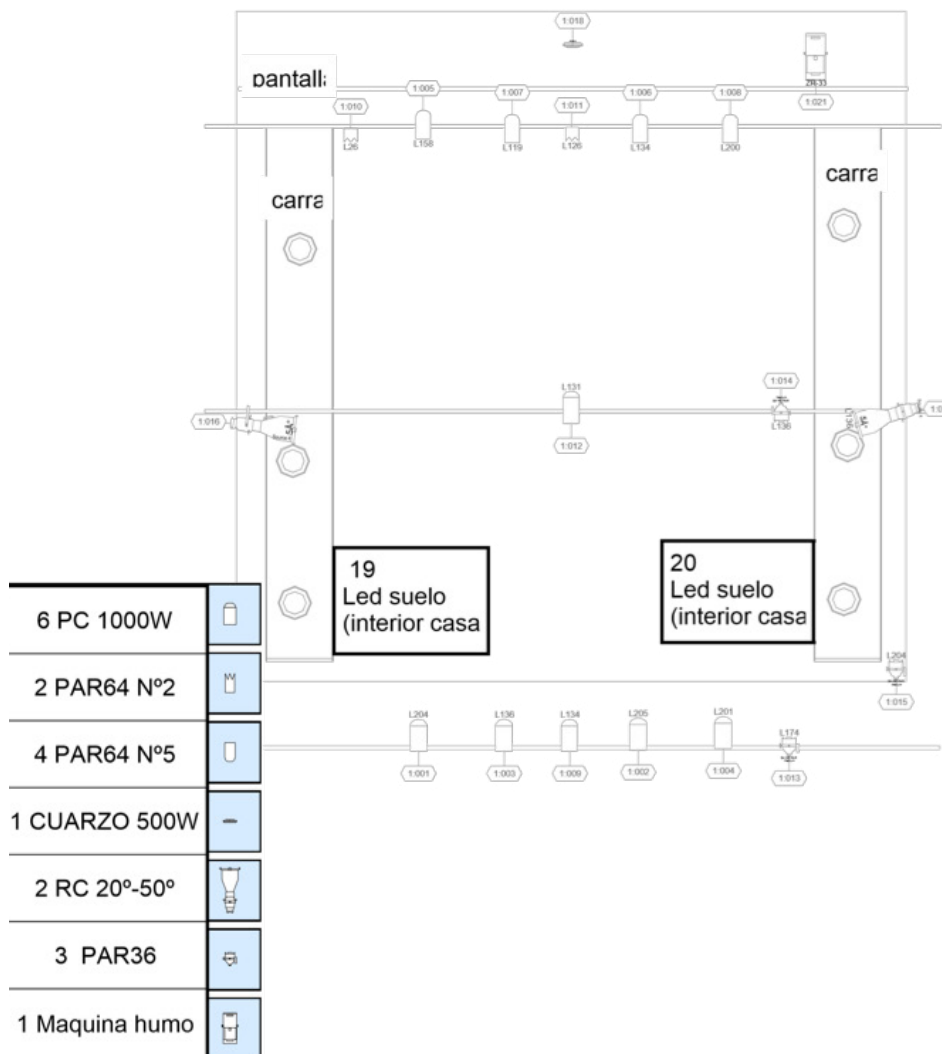 1:018
pantall
1:005
1:007
1:006
1:008
ZR-33
1:010
1:011
1:021
L26
L158
L119
L126
L134
L200
carra
carra
1:014
L131
1:016
L136
L136
1:012
19
Led suelo
(interior casa
20
Led suelo
(interior casa
6 PC 1000W
2 PAR64 Nº2
4 PAR64 Nº5
1 CUARZO 500W
2 RC 20º-50º
3 PAR36
1 Maquina humo
L204
1:015
L204
L136
L134
L205
L201
L174
1:001
1:003
1:009
1:002
1:004
1:013